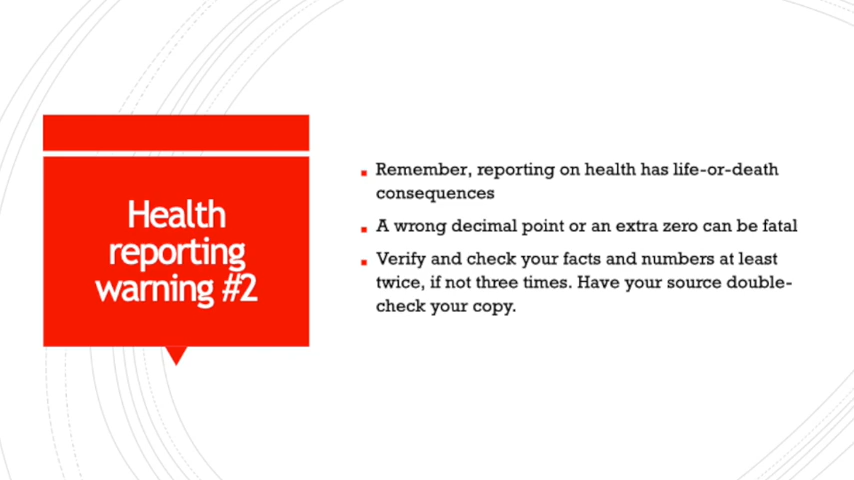 Health
reporting
warning #2
Remember, reporting on health has life-or-death
consequences
A wrong decimal point or an extra zero can be fatal
Verify and check your facts and numbers at least
twice, if not three times. Have your source double-
check your copy.